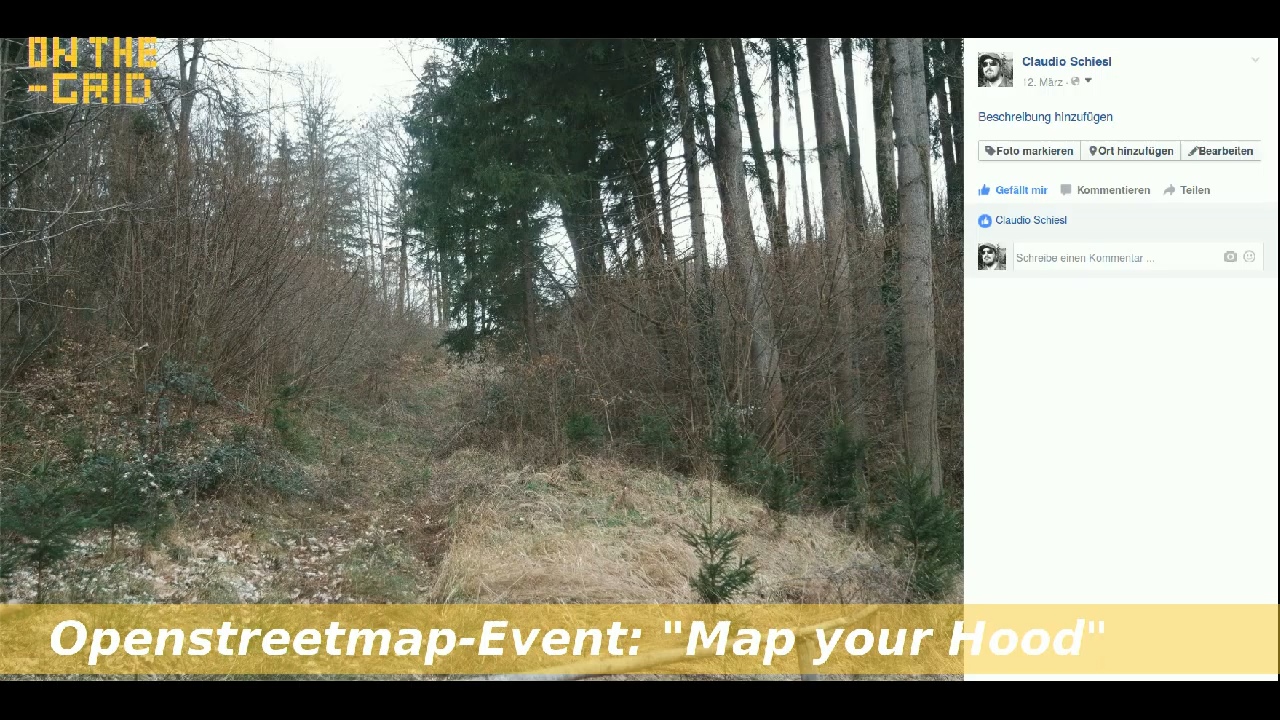 ON THE
-GRID
Claudio Schiesl
12. März ·
Beschreibung hinzufügen
Foto markieren
Ort hinzufügen
Bearbeiten
Gefällt mir
Kommentieren
Teilen
Claudio Schiesl
Schreibe einen Kommentar ...
Openstreetmap-Event: "Map your Hood"